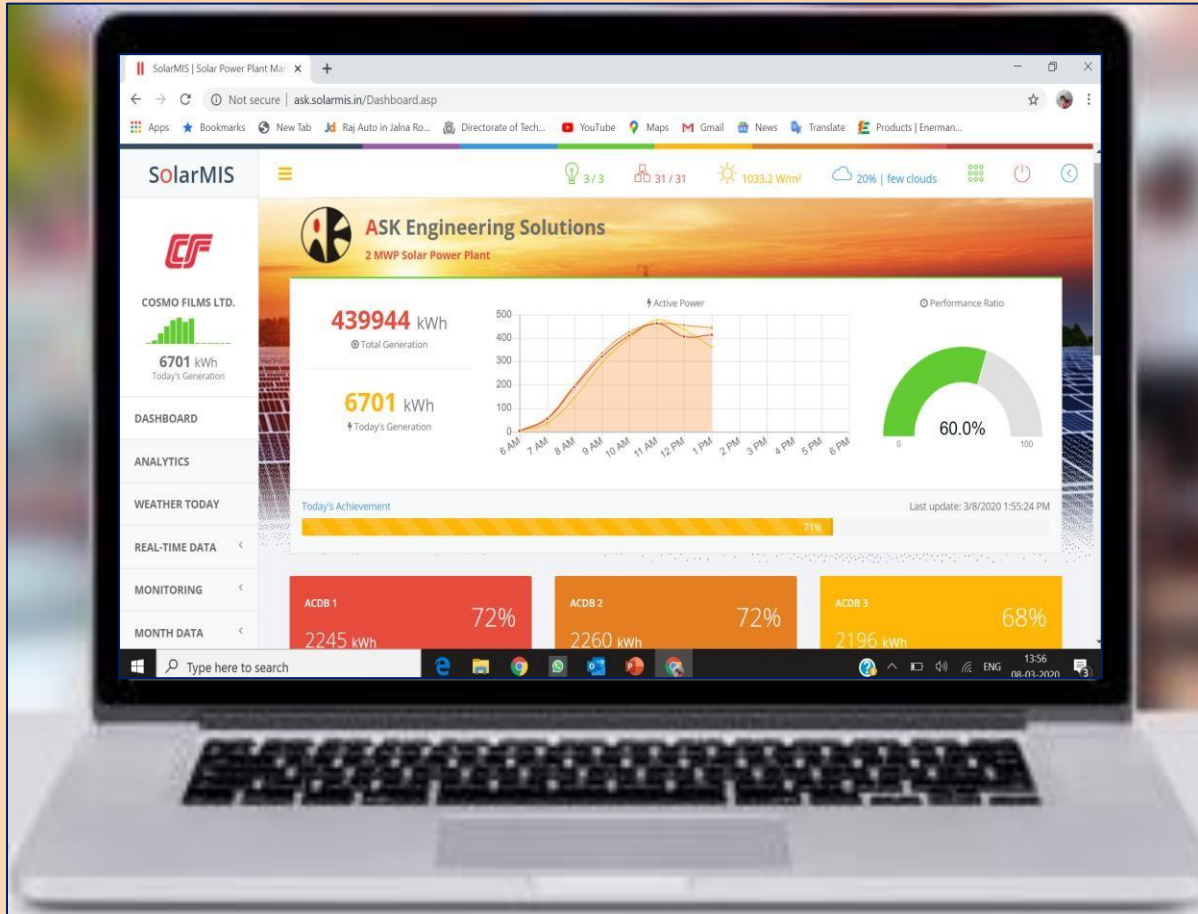 SolarMIS | Solar Power Plant Ma
Not secure | ask.solarmis.in/Dashboard.asp
Apps Bookmarks New Tab Raj Auto in Jalna Ro... Directorate of Tech... YouTube Maps Gmail News Translate Products | Enerman...
SolarMIS 3 / 3 31 / 31 1033.2 W/m² 20% | few clouds
ASK Engineering Solutions
2 MWP Solar Power Plant
CF
COSMO FILMS LTD.
6701 kWh
Today's Generation
DASHBOARD
ANALYTICS
WEATHER TODAY
REAL-TIME DATA
MONITORING
MONTH DATA
439944 kWh
Total Generation
6701 kWh
Today's Generation
Active Power
500
400
300
200
100
0
6 AM 7 AM 8 AM 9 AM 10 AM 11 AM 12 PM 1 PM 2 PM 3 PM 4 PM 5 PM 6 PM
Performance Ratio
60.0%
0 100
Today's Achievement Last update: 3/8/2020 1:55:24 PM
71%
ACDB 1
72%
2245 kWh
ACDB 2
72%
2260 kWh
ACDB 3
68%
2196 kWh
Type here to search ENG 13:56
08-03-2020 3